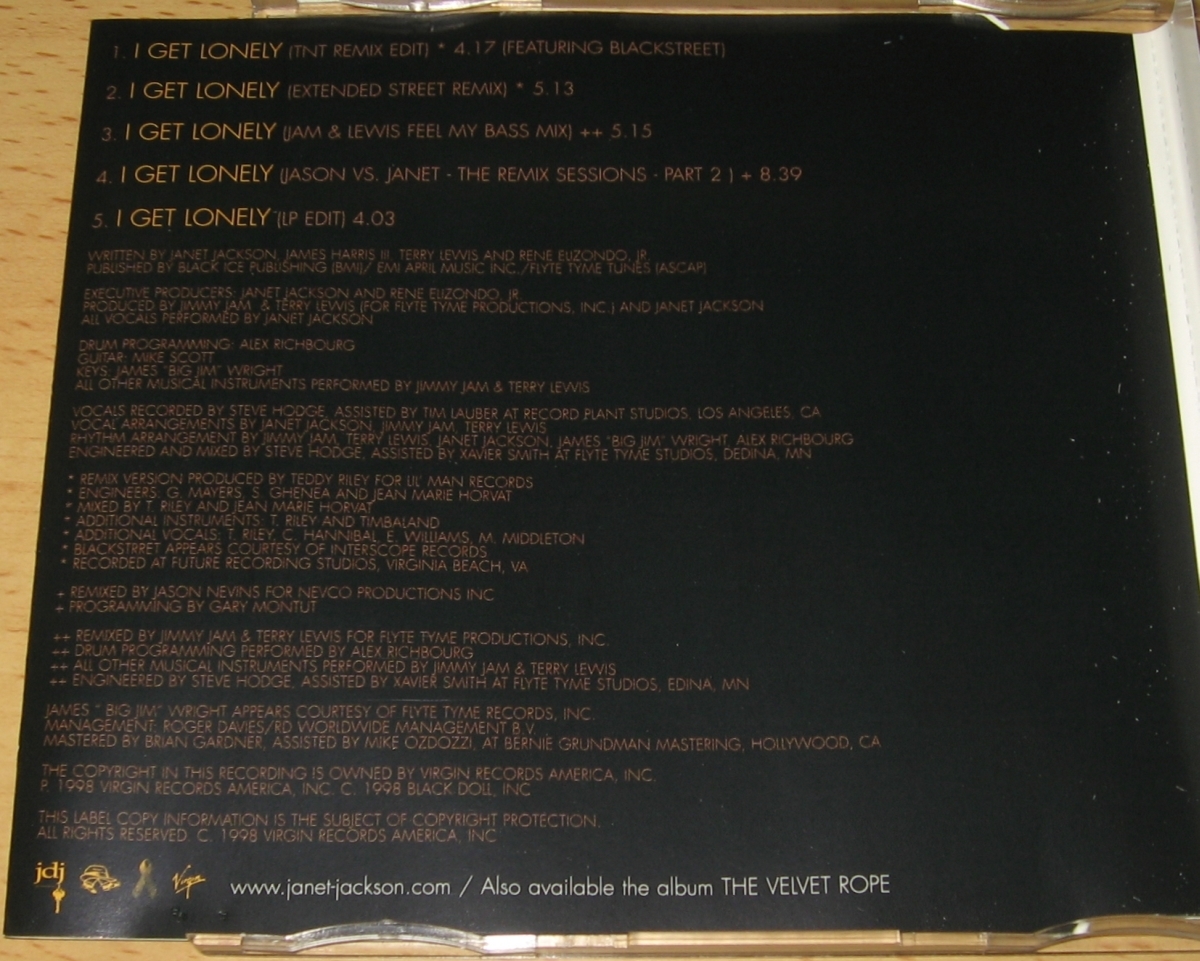 1. I GET LONELY (TNT REMIX EDIT) * 4.17 (FEATURING BLACKSTREET)
2. I GET LONELY (EXTENDED STREET REMIX) * 5.13
3. I GET LONELY (JAM & LEWIS FEEL MY BASS MIX) ++ 5.15
4. I GET LONELY (JASON VS. JANET - THE REMIX SESSIONS - PART 2 ) + 8.39
5. I GET LONELY (LP EDIT) 4.03
WRITTEN BY JANET JACKSON, JAMES HARRIS III, TERRY LEWIS AND RENE ELIZONDO, JR.
PUBLISHED BY BLACK ICE PUBLISHING (BMI)/ EMI APRIL MUSIC INC./FLYTE TYME TUNES (ASCAP)
EXECUTIVE PRODUCERS: JANET JACKSON AND RENE ELIZONDO, JR.
PRODUCED BY JIMMY JAM & TERRY LEWIS (FOR FLYTE TYME PRODUCTIONS, INC.) AND JANET JACKSON
ALL VOCALS PERFORMED BY JANET JACKSON
DRUM PROGRAMMING: ALEX RICHBOURG
GUITAR: MIKE SCOTT
KEYS: JAMES "BIG JIM" WRIGHT
ALL OTHER MUSICAL INSTRUMENTS PERFORMED BY JIMMY JAM & TERRY LEWIS
VOCALS RECORDED BY STEVE HODGE, ASSISTED BY TIM LAUBER AT RECORD PLANT STUDIOS, LOS ANGELES, CA
VOCAL ARRANGEMENTS BY JANET JACKSON, JIMMY JAM, TERRY LEWIS
RHYTHM ARRANGEMENT BY JIMMY JAM, TERRY LEWIS, JANET JACKSON, JAMES "BIG JIM" WRIGHT, ALEX RICHBOURG
ENGINEERED AND MIXED BY STEVE HODGE, ASSISTED BY XAVIER SMITH AT FLYTE TYME STUDIOS, DEDINA, MN
* REMIX VERSION PRODUCED BY TEDDY RILEY FOR LIL' MAN RECORDS
* ENGINEERS: G. MAYERS, S. GHENEA AND JEAN MARIE HORVAT
* MIXED BY T. RILEY AND JEAN MARIE HORVAT
* ADDITIONAL INSTRUMENTS: T. RILEY AND TIMBALAND
* ADDITIONAL VOCALS: T. RILEY, C. HANNIBAL, E. WILLIAMS, M. MIDDLETON
* BLACKSTRRET APPEARS COURTESY OF INTERSCOPE RECORDS
* RECORDED AT FUTURE RECORDING STUDIOS, VIRGINIA BEACH, VA
+ REMIXED BY JASON NEVINS FOR NEVCO PRODUCTIONS INC
+ PROGRAMMING BY GARY MONTUT
++ REMIXED BY JIMMY JAM & TERRY LEWIS FOR FLYTE TYME PRODUCTIONS, INC.
++ DRUM PROGRAMMING PERFORMED BY ALEX RICHBOURG
++ ALL OTHER MUSICAL INSTRUMENTS PERFORMED BY JIMMY JAM & TERRY LEWIS
++ ENGINEERED BY STEVE HODGE, ASSISTED BY XAVIER SMITH AT FLYTE TYME STUDIOS, EDINA, MN
JAMES " BIG JIM" WRIGHT APPEARS COURTESY OF FLYTE TYME RECORDS, INC.
MANAGEMENT: ROGER DAVIES/RD WORLDWIDE MANAGEMENT B.V.
MASTERED BY BRIAN GARDNER, ASSISTED BY MIKE OZDOZZI, AT BERNIE GRUNDMAN MASTERING, HOLLYWOOD, CA
THE COPYRIGHT IN THIS RECORDING IS OWNED BY VIRGIN RECORDS AMERICA, INC.
P. 1998 VIRGIN RECORDS AMERICA, INC. C. 1998 BLACK DOLL, INC
THIS LABEL COPY INFORMATION IS THE SUBJECT OF COPYRIGHT PROTECTION.
ALL RIGHTS RESERVED. C. 1998 VIRGIN RECORDS AMERICA, INC
jdj Virgin www.janet-jackson.com / Also available the album THE VELVET ROPE